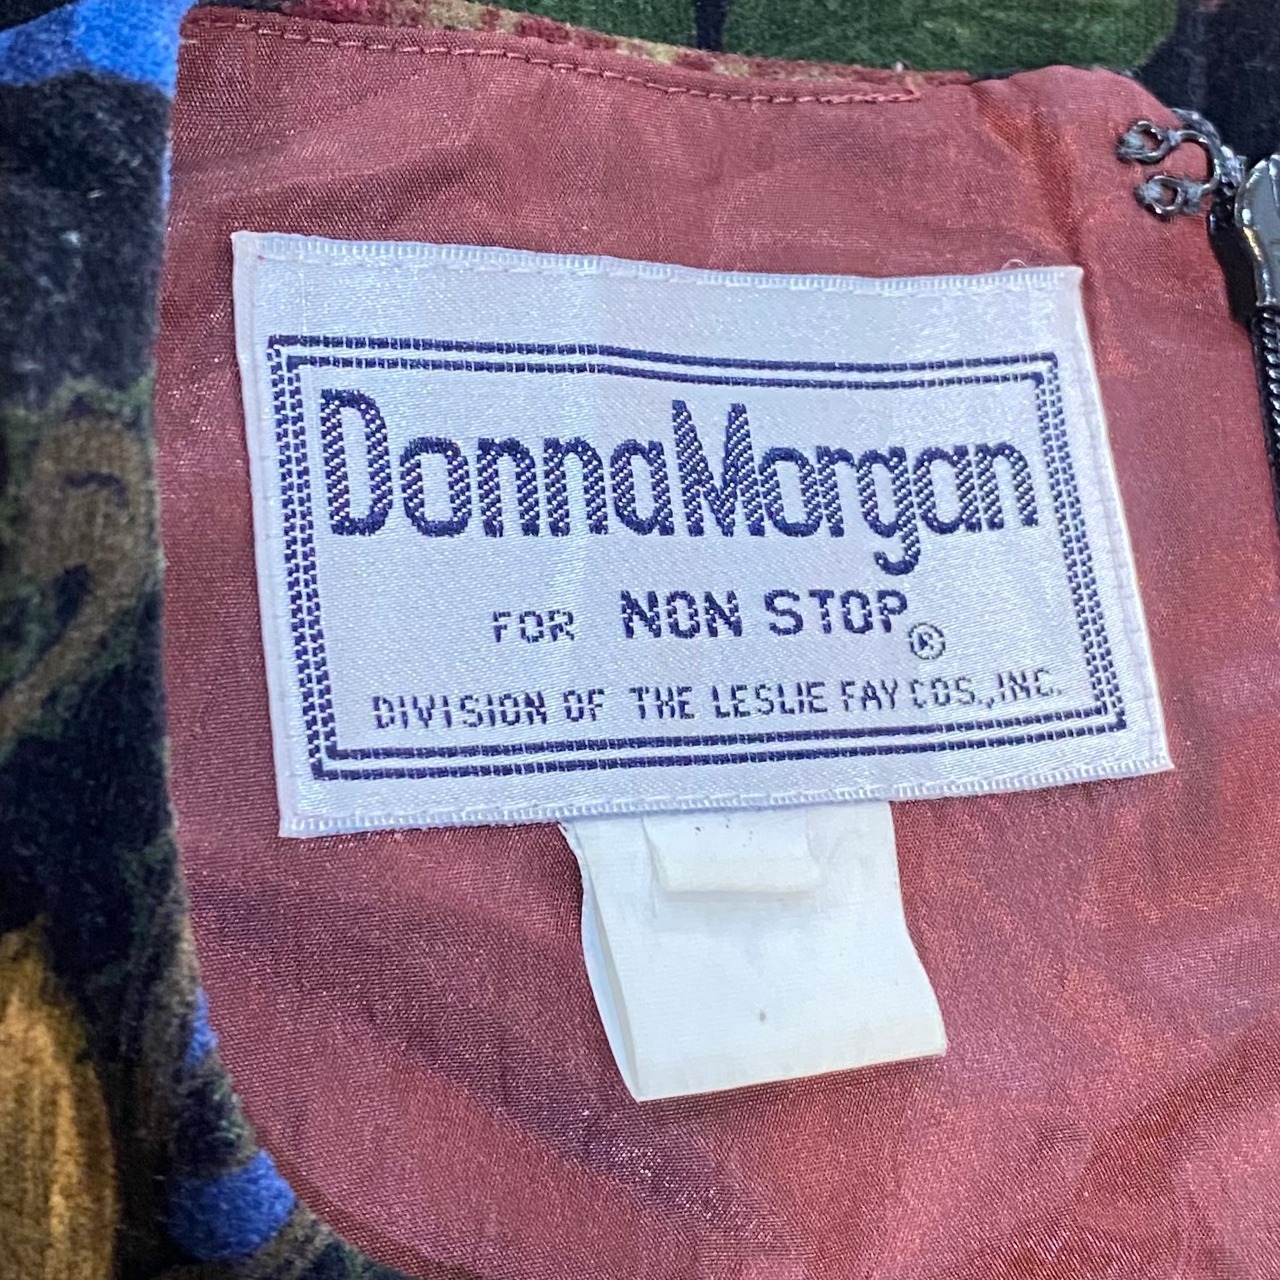 DonnaMorgan
FOR NON STOP®
DIVISION OF THE LESLIE FAY COS., INC.